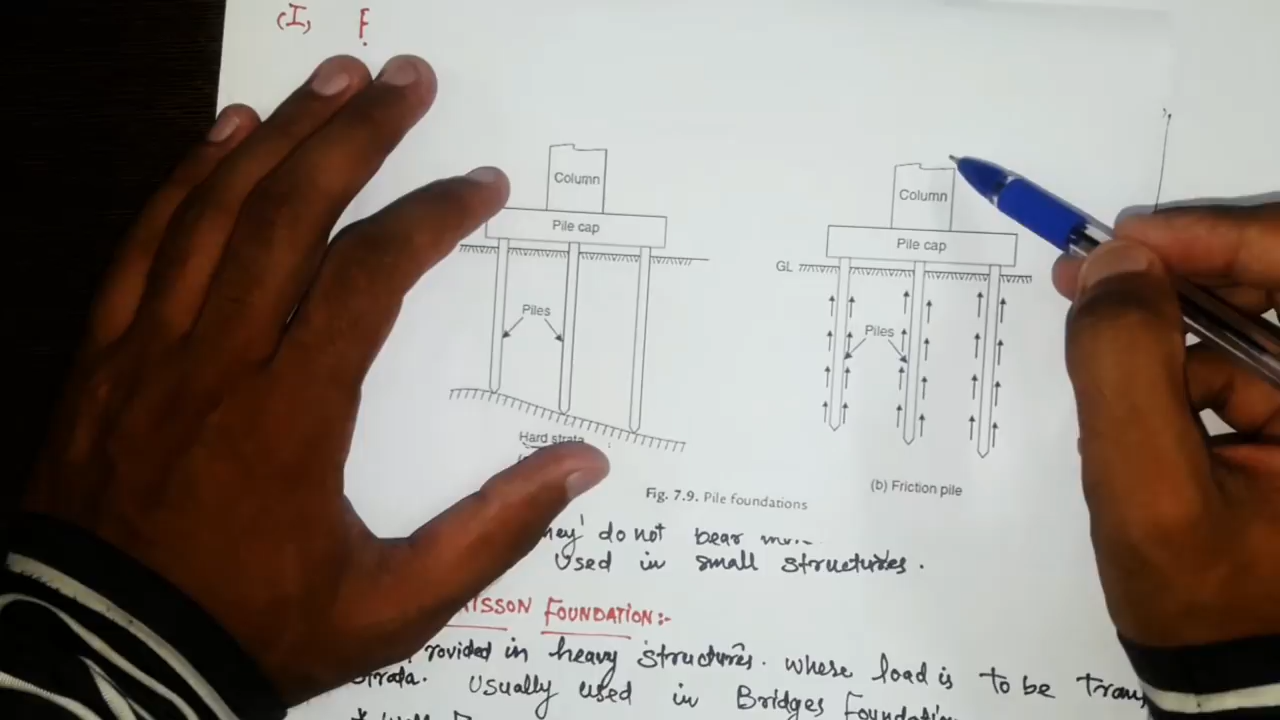 (I)
Column
Pile cap
Piles
Hard strata
Column
Pile cap
GL
Piles
(b) Friction pile
Fig. 7.9. Pile foundations
do not bear
Used in small structures.
FOUNDATION:-
in heavy structures. where load is to be
strata. Usually used in Bridges